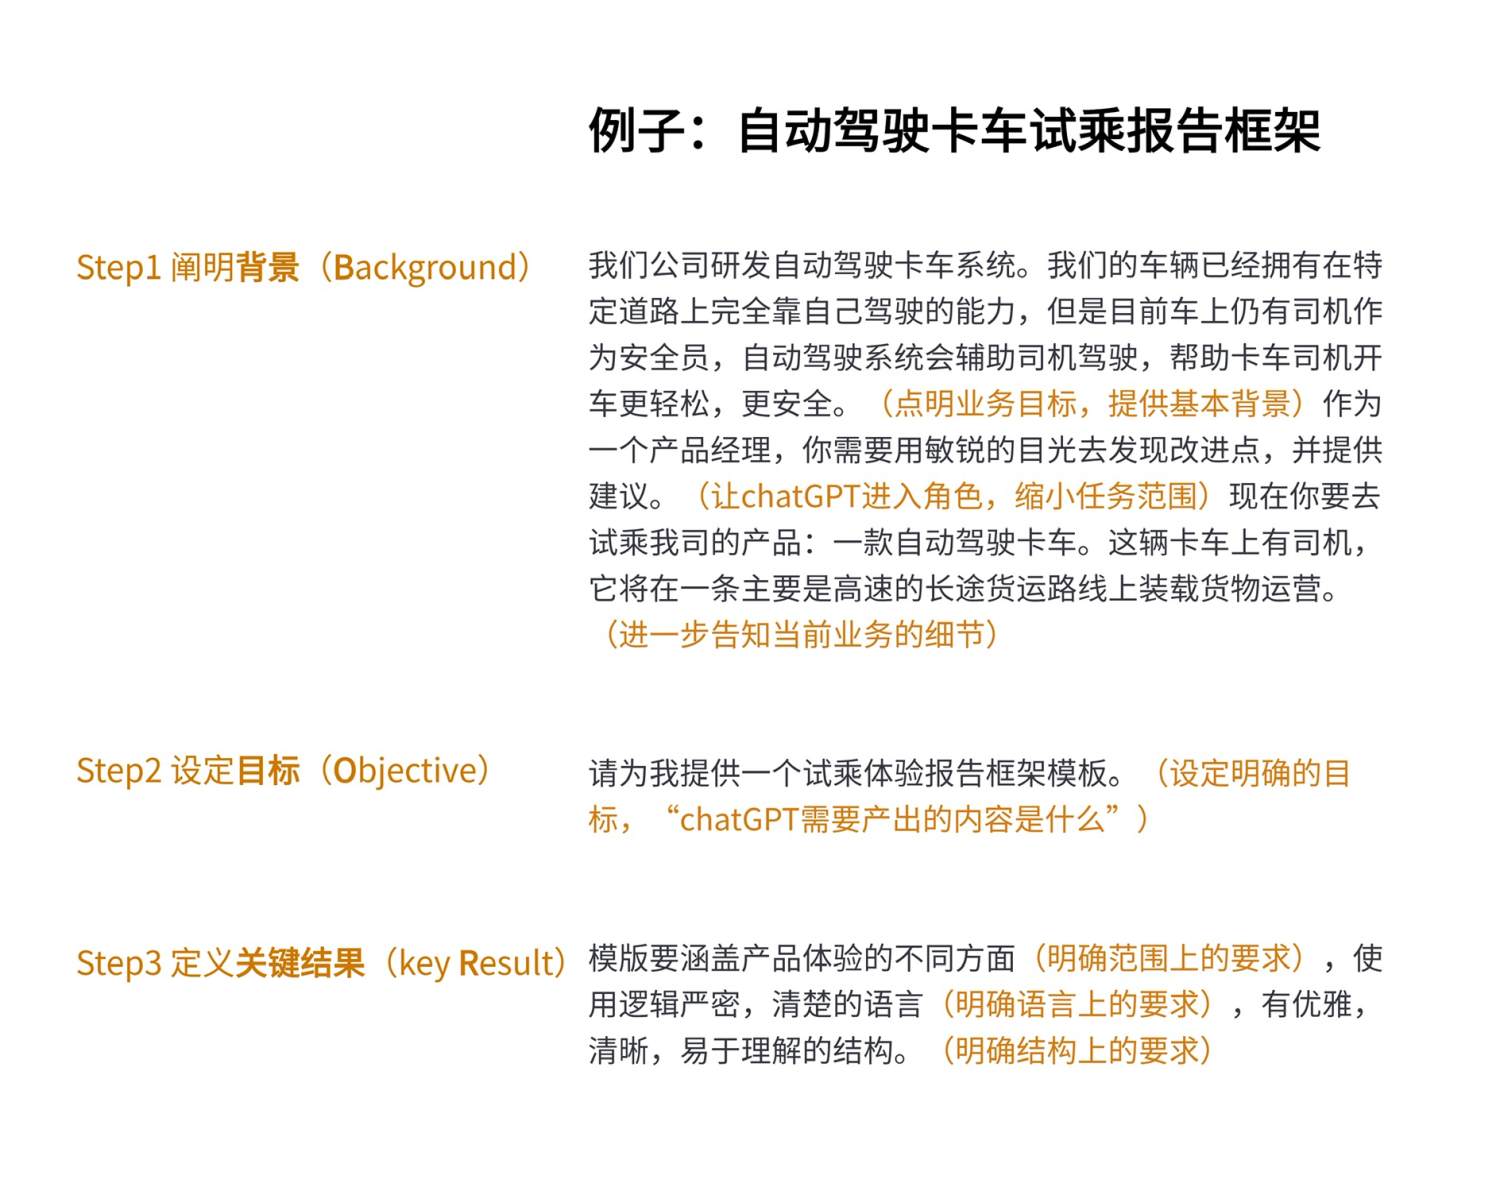 例子：自动驾驶卡车试乘报告框架
Step1 阐明背景（Background）
我们公司研发自动驾驶卡车系统。我们的车辆已经拥有在特
定道路上完全靠自己驾驶的能力，但是目前车上仍有司机作
为安全员，自动驾驶系统会辅助司机驾驶，帮助卡车司机开
车更轻松，更安全。（点明业务目标，提供基本背景）作为
一个产品经理，你需要用敏锐的目光去发现改进点，并提供
建议。（让chatGPT进入角色，缩小任务范围）现在你要去
试乘我司的产品：一款自动驾驶卡车。这辆卡车上有司机，
它将在一条主要是高速的长途货运路线上装载货物运营。
（进一步告知当前业务的细节）
Step2 设定目标（Objective）
请为我提供一个试乘体验报告框架模板。（设定明确的目
标，“chatGPT需要产出的内容是什么”）
Step3 定义关键结果（key Result）
模版要涵盖产品体验的不同方面（明确范围上的要求），使
用逻辑严密，清楚的语言（明确语言上的要求），有优雅，
清晰，易于理解的结构。（明确结构上的要求）